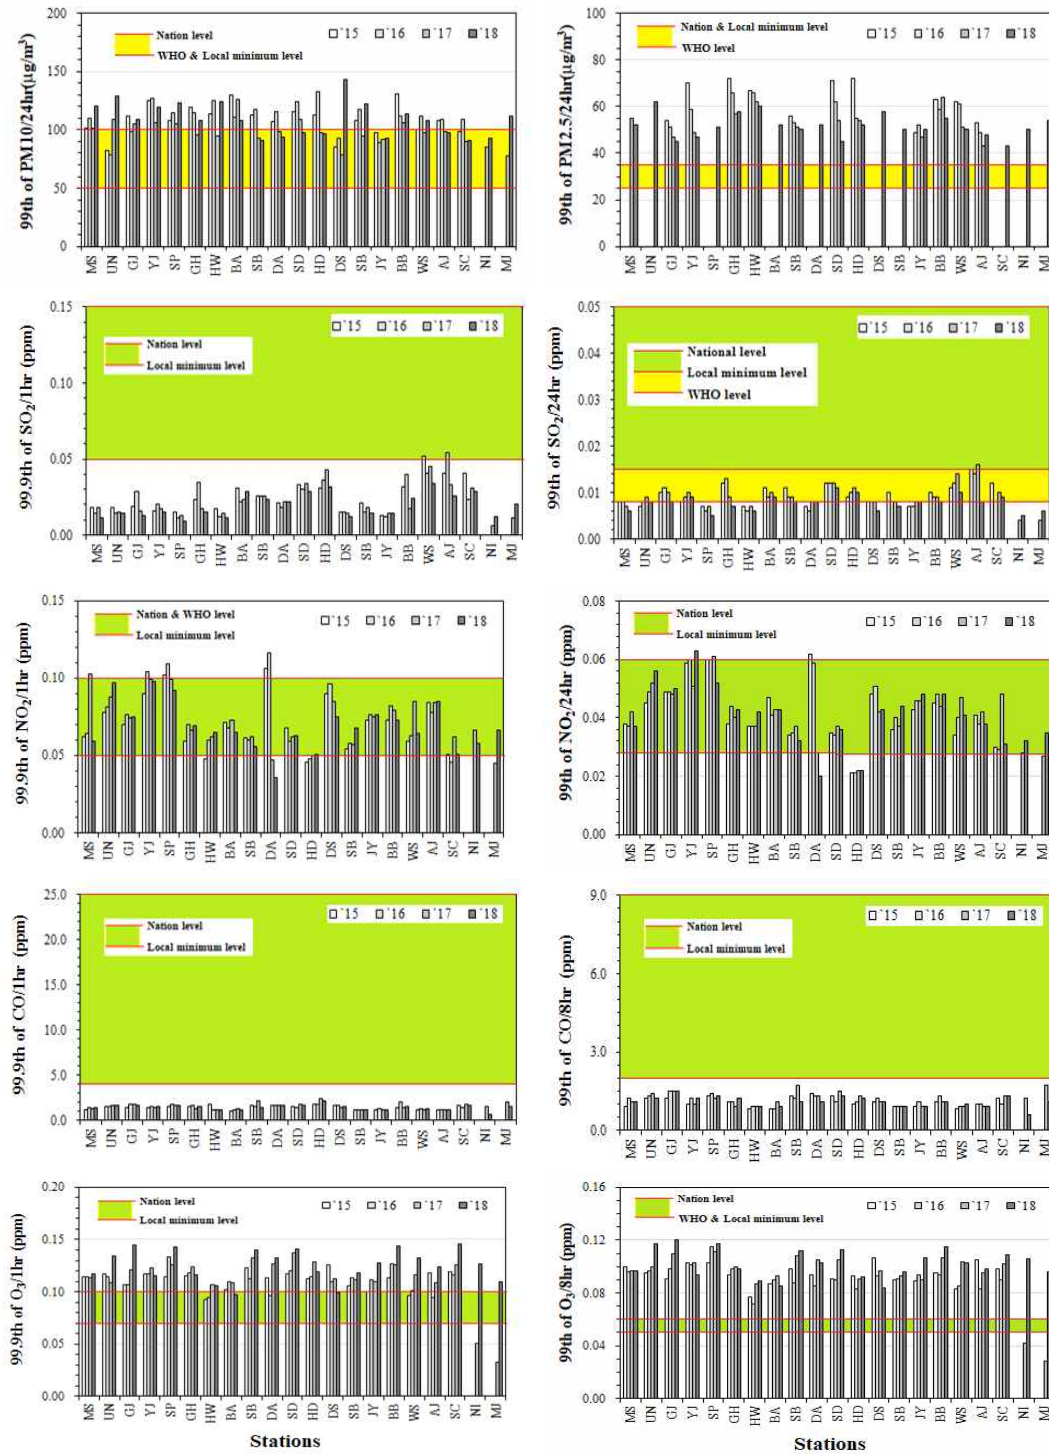 99th of PM10/24hr(µg/m³)
200
150
100
50
0
Nation level
WHO & Local minimum level
`15 `16 `17 `18
MS UN GJ YJ SP GH HW BA SB DA SD HD DS SB JY BB WS AJ SC NI MJ
99th of PM2.5/24hr(µg/m³)
100
80
60
40
20
0
Nation & Local minimum level
WHO level
`15 `16 `17 `18
MS UN GJ YJ SP GH HW BA SB DA SD HD DS SB JY BB WS AJ SC NI MJ
99.9th of SO₂/1hr (ppm)
0.15
0.10
0.05
0.00
Nation level
Local minimum level
`15 `16 `17 `18
MS UN GJ YJ SP GH HW BA SB DA SD HD DS SB JY BB WS AJ SC NI MJ
99th of SO₂/24hr (ppm)
0.05
0.04
0.03
0.02
0.01
0.00
National level
Local minimum level
WHO level
`15 `16 `17 `18
MS UN GJ YJ SP GH HW BA SB DA SD HD DS SB JY BB WS AJ SC NI MJ
99.9th of NO₂/1hr (ppm)
0.15
0.10
0.05
0.00
Nation & WHO level
Local minimum level
`15 `16 `17 `18
MS UN GJ YJ SP GH HW BA SB DA SD HD DS SB JY BB WS AJ SC NI MJ
99th of NO₂/24hr (ppm)
0.08
0.06
0.04
0.02
0.00
Nation level
Local minimum level
`15 `16 `17 `18
MS UN GJ YJ SP GH HW BA SB DA SD HD DS SB JY BB WS AJ SC NI MJ
99.9th of CO/1hr (ppm)
25.0
20.0
15.0
10.0
5.0
0.0
Nation level
Local minimum level
`15 `16 `17 `18
MS UN GJ YJ SP GH HW BA SB DA SD HD DS SB JY BB WS AJ SC NI MJ
99th of CO/8hr (ppm)
9.0
6.0
3.0
0.0
Nation level
Local minimum level
`15 `16 `17 `18
MS UN GJ YJ SP GH HW BA SB DA SD HD DS SB JY BB WS AJ SC NI MJ
99.9th of O₃/1hr (ppm)
0.20
0.15
0.10
0.05
0.00
Nation level
Local minimum level
`15 `16 `17 `18
MS UN GJ YJ SP GH HW BA SB DA SD HD DS SB JY BB WS AJ SC NI MJ
Stations
99th of O₃/8hr (ppm)
0.16
0.12
0.08
0.04
0.00
Nation level
WHO & Local minimum level
`15 `16 `17 `18
MS UN GJ YJ SP GH HW BA SB DA SD HD DS SB JY BB WS AJ SC NI MJ
Stations